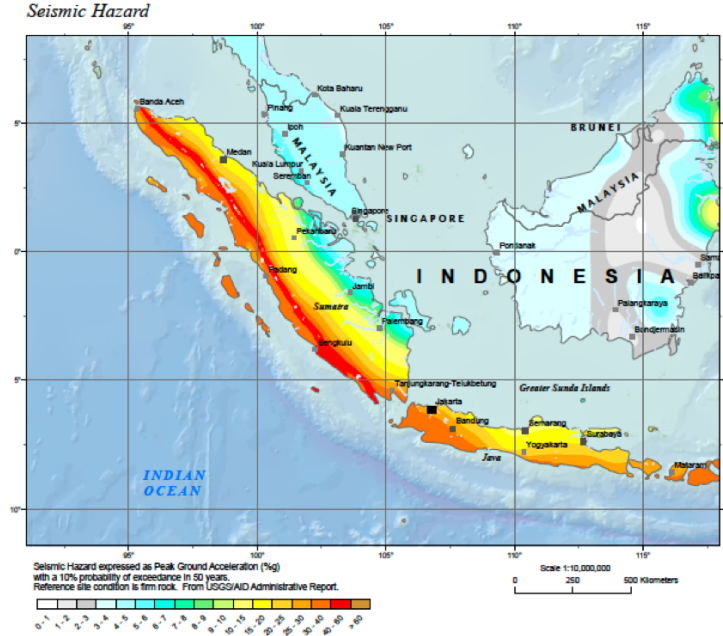 Seismic Hazard
95° 100° 105° 110° 115°
Banda Aceh
Kota Baharu
Pinang
Kuala Terengganu
5°
Ipoh
BRUNEI
Medan
MALAYSIA
Kuantan New Port
Kuala Lumpur
Seremban
MALAYSIA
Singapore
SINGAPORE
Pekanbaru
0°
Padang
INDONESIA
Jambi
Palangkaraya
Sumatra
Palembang
Bengkulu
5°
Tanjungkarang-Telukbetung
Greater Sunda Islands
Jakarta
Bandung
Semarang
Surabaya
Yogyakarta
Java
Mataram
INDIAN
OCEAN
10°
Seismic Hazard expressed as Peak Ground Acceleration (%g)
with a 10% probability of exceedance in 50 years.
Reference site condition is firm rock. From USGS/AID Administrative Report.
Scale 1:10,000,000
0 250 500 Kilometers
0 - 1
1 - 2
2 - 3
3 - 4
4 - 5
5 - 6
6 - 7
7 - 8
8 - 9
9 - 10
10 - 15
15 - 20
20 - 25
25 - 30
30 - 40
40 - 60
> 60